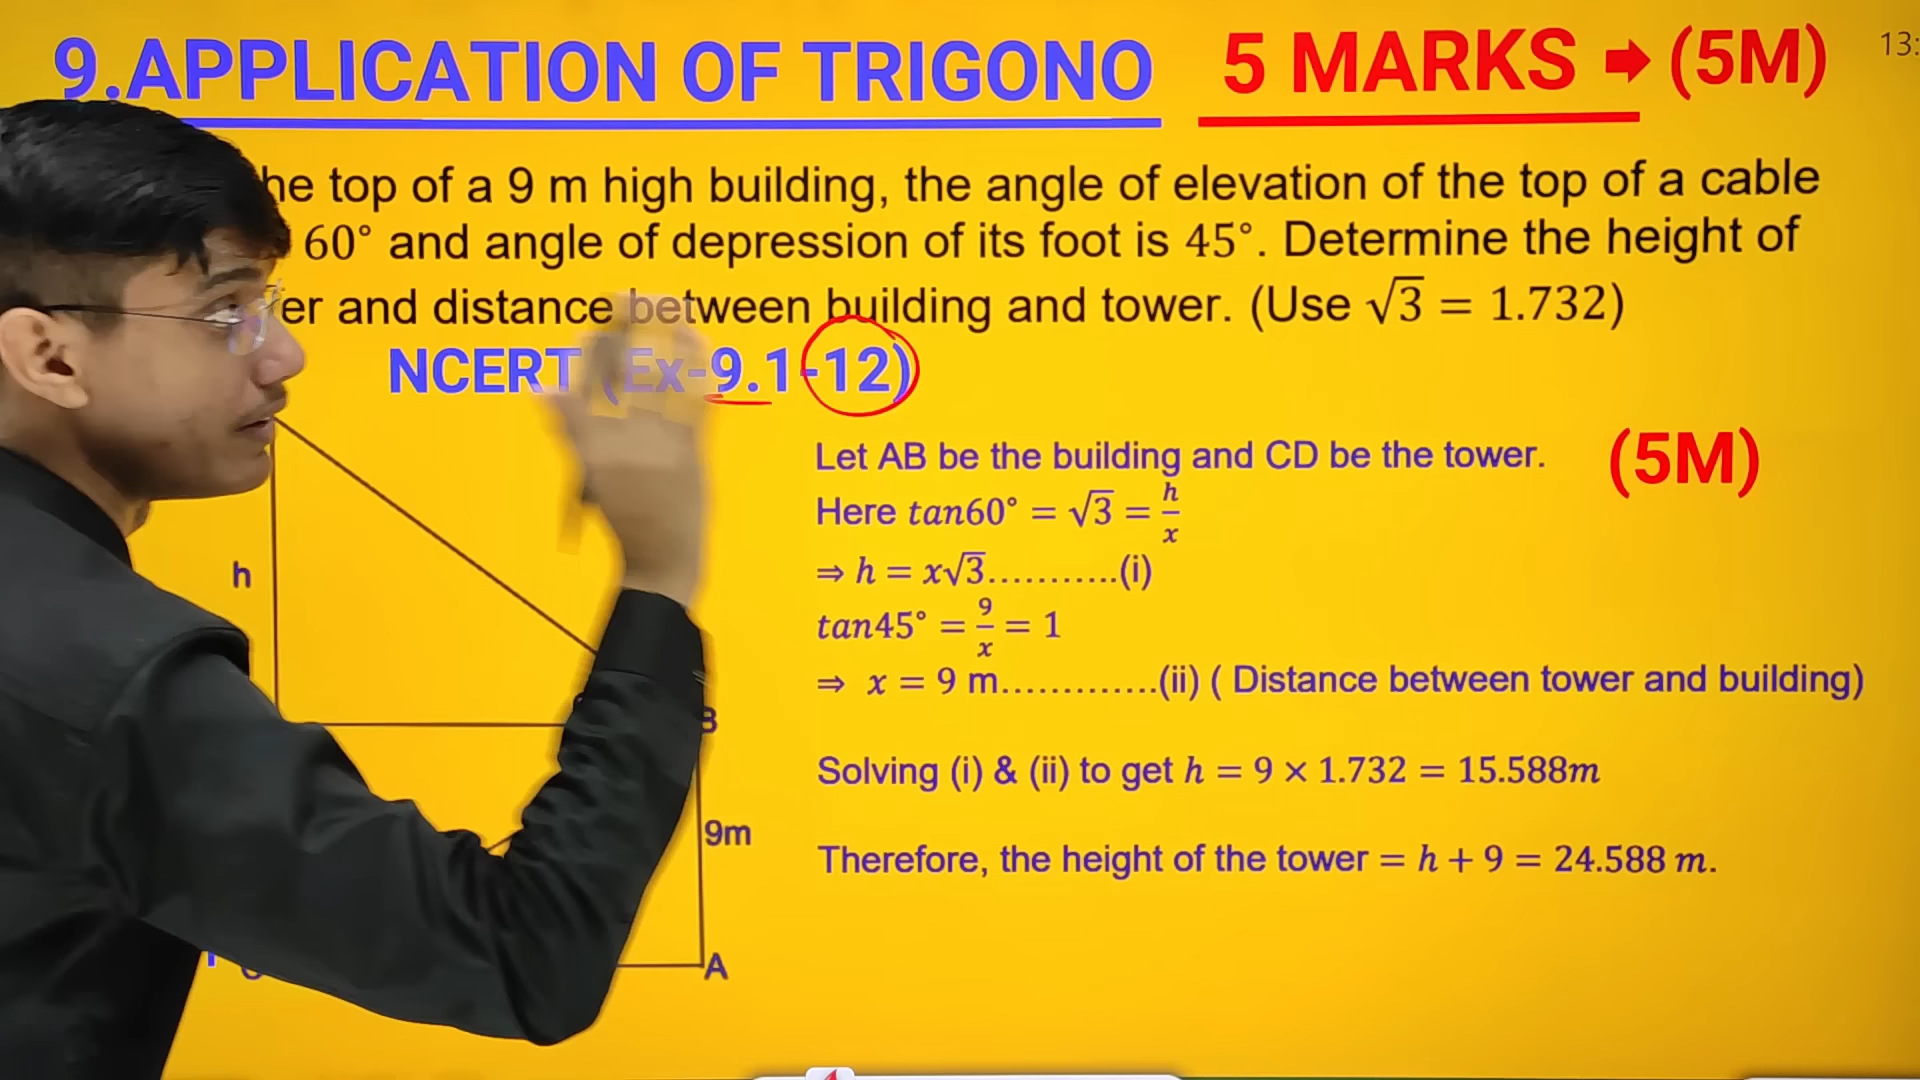 9.APPLICATION OF TRIGONO 5 MARKS ➡ (5M) 13:
he top of a 9 m high building, the angle of elevation of the top of a cable
60° and angle of depression of its foot is 45°. Determine the height of
er and distance between building and tower. (Use √3 = 1.732)
NCERT (Ex-9.1-12)
Let AB be the building and CD be the tower. (5M)
Here tan60° = √3 = h/x
⇒ h = x√3...........(i)
tan45° = 9/x = 1
⇒ x = 9 m.............(ii) ( Distance between tower and building)
Solving (i) & (ii) to get h = 9 × 1.732 = 15.588m
Therefore, the height of the tower = h + 9 = 24.588 m.
h
B
9m
A